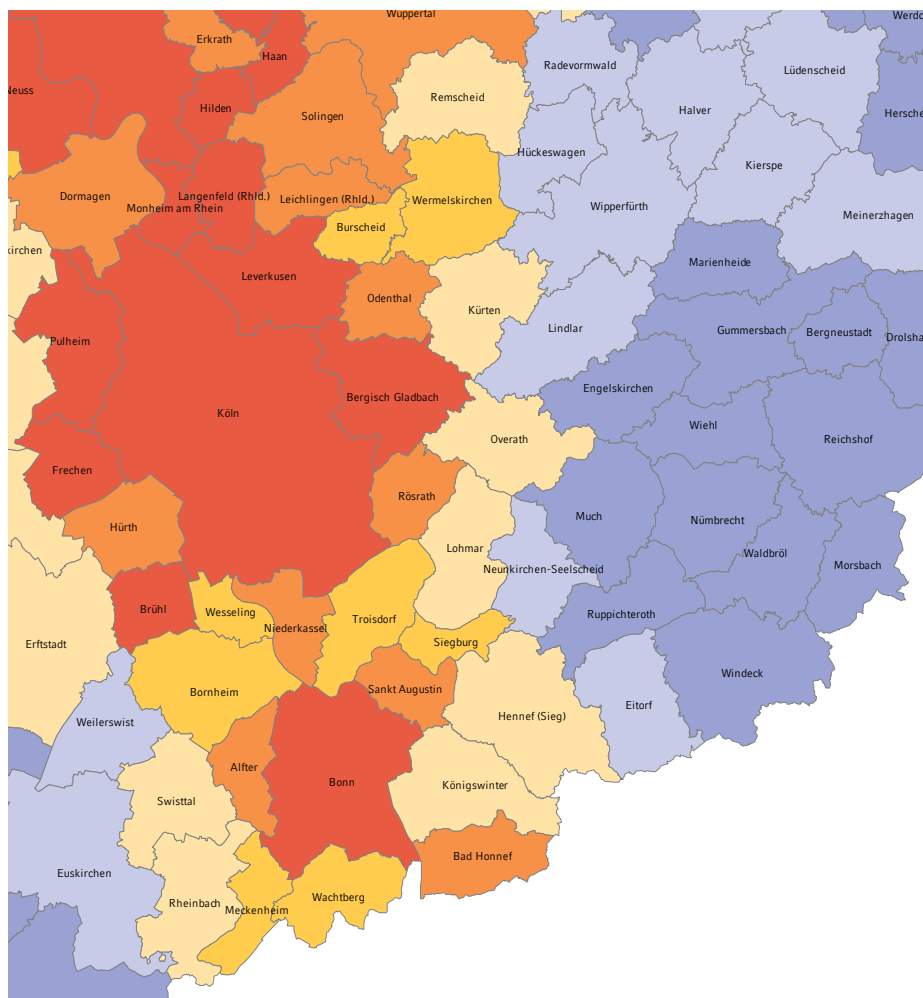 Wuppertal
Werdo
Erkrath
Haan
Radevormwald
Lüdenscheid
Neuss
Remscheid
Hilden
Halver
Solingen
Hersche
Hückeswagen
Kierspe
Dormagen
Langenfeld (Rhld.)
Leichlingen (Rhld.)
Wermelskirchen
Monheim am Rhein
Wipperfürth
Meinerzhagen
Burscheid
kirchen
Marienheide
Leverkusen
Odenthal
Kürten
Lindlar
Gummersbach
Bergneustadt
Drolsha
Pulheim
Engelskirchen
Bergisch Gladbach
Köln
Wiehl
Overath
Reichshof
Frechen
Rösrath
Much
Nümbrecht
Hürth
Lohmar
Waldbröl
Neunkirchen-Seelscheid
Morsbach
Brühl
Wesseling
Ruppichteroth
Troisdorf
Niederkassel
Siegburg
Erftstadt
Windeck
Sankt Augustin
Bornheim
Eitorf
Hennef (Sieg)
Weilerswist
Alfter
Bonn
Königswinter
Swisttal
Bad Honnef
Euskirchen
Wachtberg
Rheinbach
Meckenheim